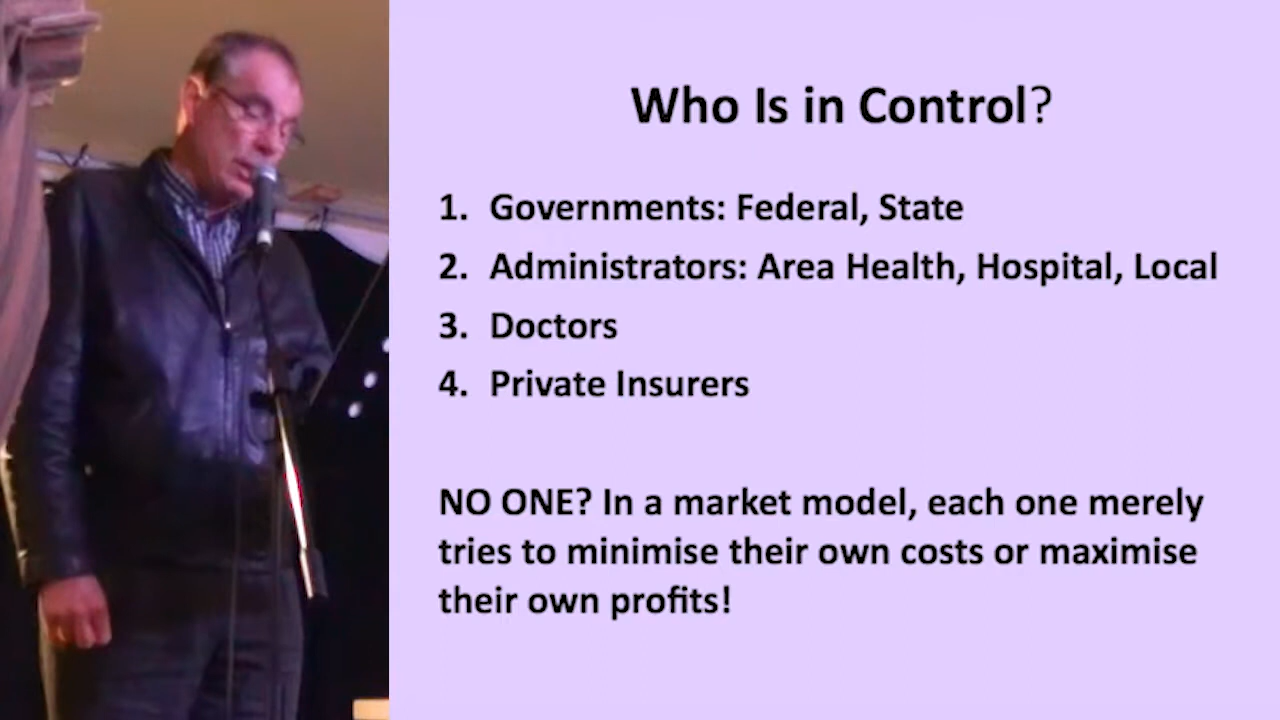 Who Is in Control?
1. Governments: Federal, State
2. Administrators: Area Health, Hospital, Local
3. Doctors
4. Private Insurers
NO ONE? In a market model, each one merely
tries to minimise their own costs or maximise
their own profits!